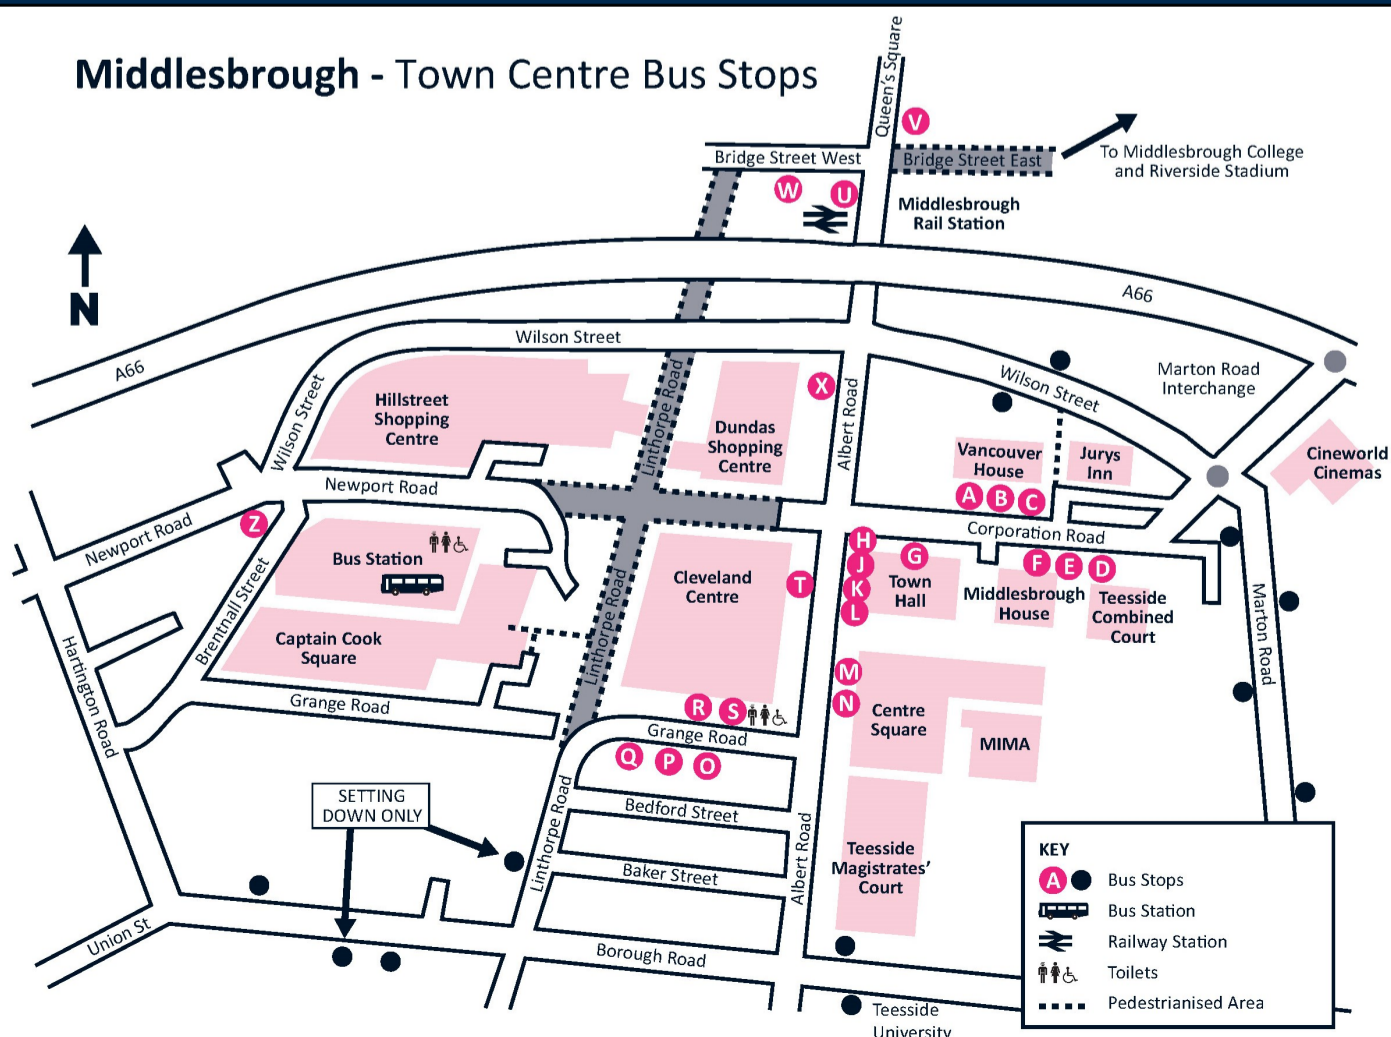 Middlesbrough - Town Centre Bus Stops
Queen's Square
V
Bridge Street West
Bridge Street East
To Middlesbrough College
and Riverside Stadium
W
U
Middlesbrough
Rail Station
N
A66
A66
Wilson Street
Wilson Street
Wilson Street
Marton Road
Interchange
Hillstreet
Shopping
Centre
Linthorpe Road
Dundas
Shopping
Centre
X
Albert Road
Vancouver
House
Jurys
Inn
Cineworld
Cinemas
A
B
C
Newport Road
Newport Road
Z
Corporation Road
Bus Station
Brentnall Street
Captain Cook
Square
Linthorpe Road
Cleveland
Centre
T
H
J
K
L
G
Town
Hall
F
E
D
Middlesbrough
House
Teesside
Combined
Court
Marton Road
Hartington Road
Grange Road
M
N
R
S
Grange Road
Q
P
O
Centre
Square
MIMA
SETTING
DOWN ONLY
Linthorpe Road
Bedford Street
Baker Street
Albert Road
Teesside
Magistrates'
Court
Union St
Borough Road
Teesside
University
KEY
A
Bus Stops
Bus Station
Railway Station
Toilets
Pedestrianised Area